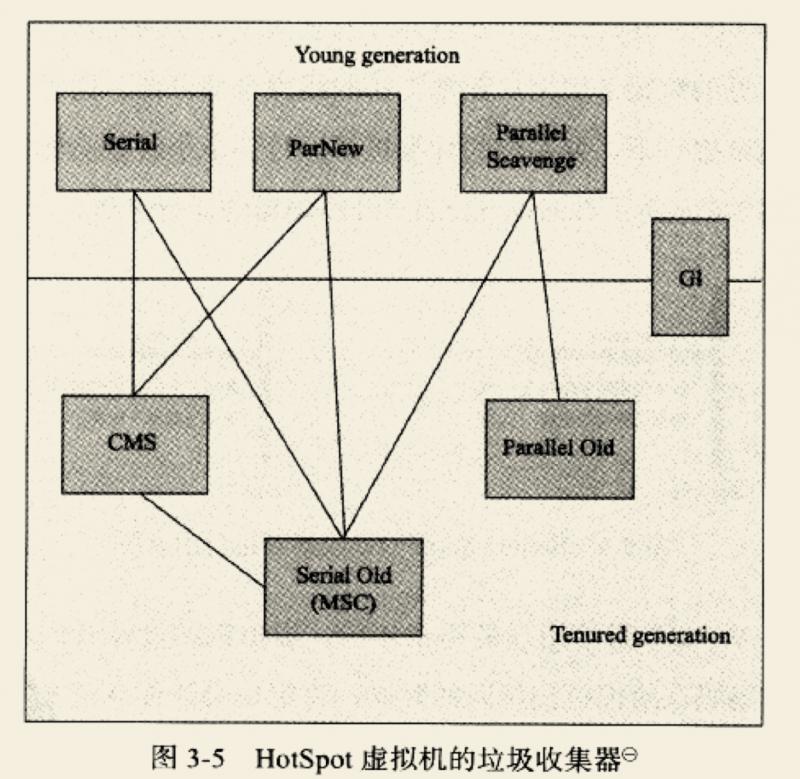 Young generation
Serial
ParNew
Parallel
Scavenge
G1
CMS
Parallel Old
Serial Old
(MSC)
Tenured generation
图 3-5 HotSpot 虚拟机的垃圾收集器㊀